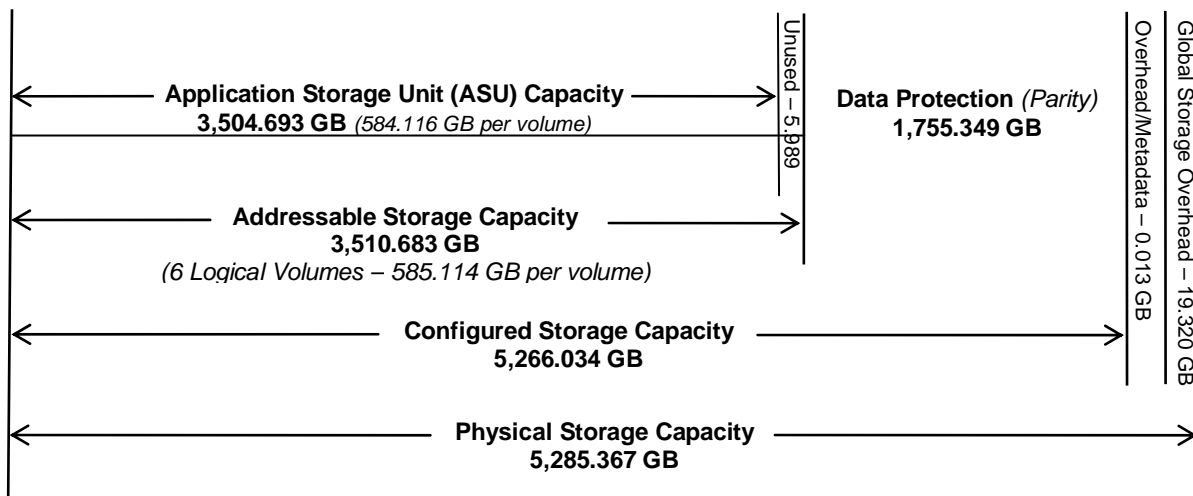 Application Storage Unit (ASU) Capacity
3,504.693 GB (584.116 GB per volume)
Unused – 5.989
Data Protection (Parity)
1,755.349 GB
Overhead/Metadata – 0.013 GB
Global Storage Overhead – 19.320 GB
Addressable Storage Capacity
3,510.683 GB
(6 Logical Volumes – 585.114 GB per volume)
Configured Storage Capacity
5,266.034 GB
Physical Storage Capacity
5,285.367 GB